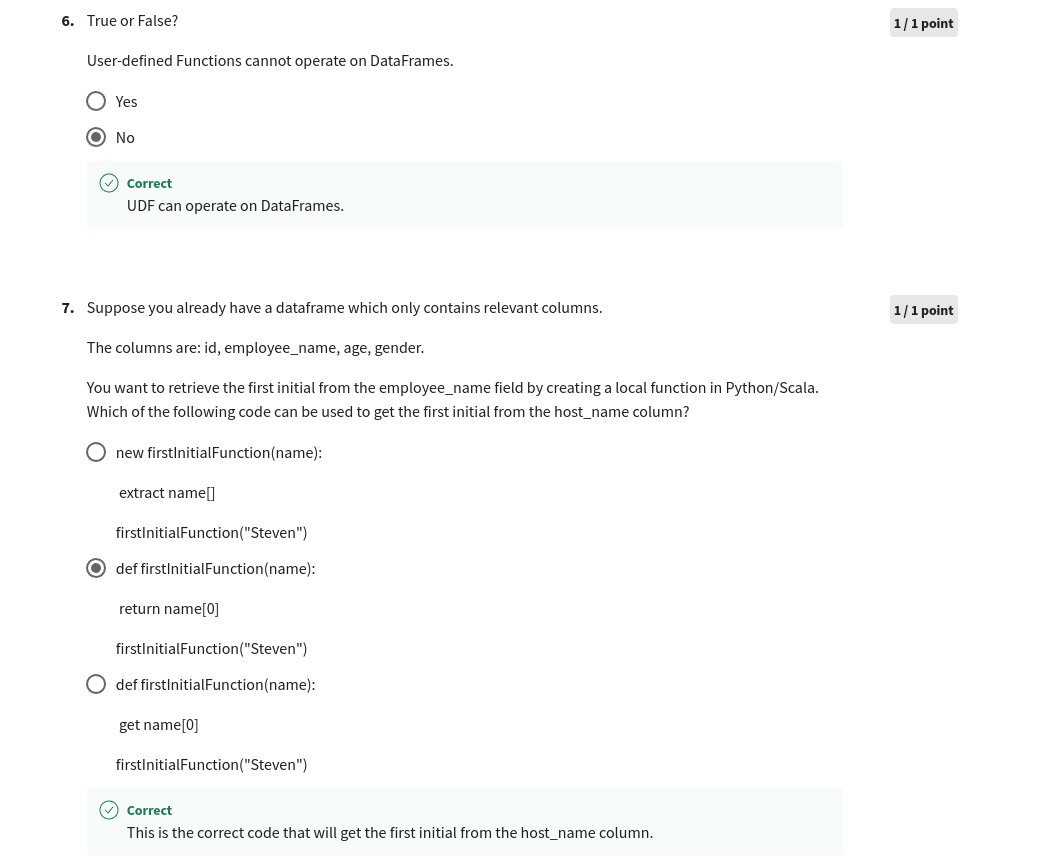 6. True or False?
1 / 1 point
User-defined Functions cannot operate on DataFrames.
Yes
No
Correct
UDF can operate on DataFrames.
7. Suppose you already have a dataframe which only contains relevant columns.
1 / 1 point
The columns are: id, employee_name, age, gender.
You want to retrieve the first initial from the employee_name field by creating a local function in Python/Scala.
Which of the following code can be used to get the first initial from the host_name column?
new firstInitialFunction(name):
extract name[]
firstInitialFunction("Steven")
def firstInitialFunction(name):
return name[0]
firstInitialFunction("Steven")
def firstInitialFunction(name):
get name[0]
firstInitialFunction("Steven")
Correct
This is the correct code that will get the first initial from the host_name column.